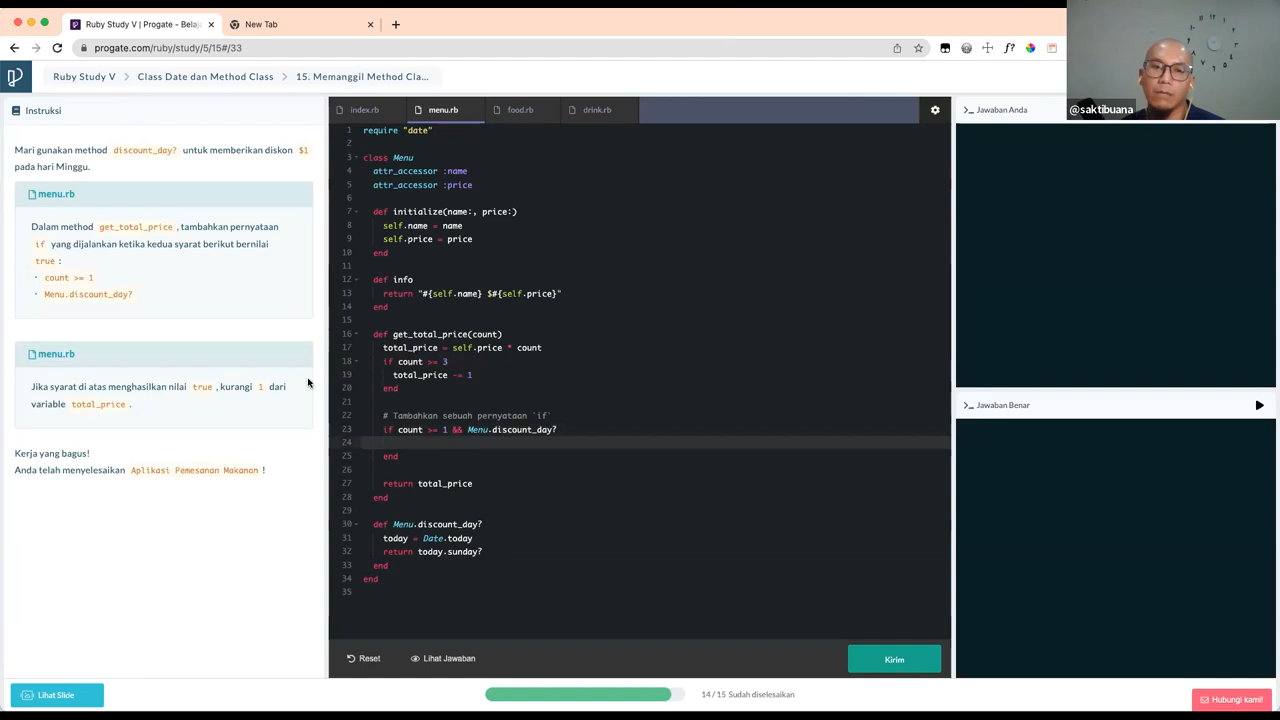 Ruby Study V | Progate - Bela
New Tab
progate.com/ruby/study/5/15#/33
Ruby Study V
Class Date dan Method Class
15. Memanggil Method Cla...
@saktibuana
Instruksi
Mari gunakan method discount_day? untuk memberikan diskon $1
pada hari Minggu.
menu.rb
Dalam method get_total_price , tambahkan pernyataan
if yang dijalankan ketika kedua syarat berikut bernilai
true :
· count >= 1
· Menu.discount_day?
menu.rb
Jika syarat di atas menghasilkan nilai true , kurangi 1 dari
variable total_price .
Kerja yang bagus!
Anda telah menyelesaikan Aplikasi Pemesanan Makanan !
Lihat Slide
index.rb
menu.rb
food.rb
drink.rb
1 require "date"
2
3 class Menu
4 attr_accessor :name
5 attr_accessor :price
6
7 def initialize(name:, price:)
8 self.name = name
9 self.price = price
10 end
11
12 def info
13 return "#{self.name} $#{self.price}"
14 end
15
16 def get_total_price(count)
17 total_price = self.price * count
18 if count >= 3
19 total_price -= 1
20 end
21
22 # Tambahkan sebuah pernyataan `if`
23 if count >= 1 && Menu.discount_day?
24
25 end
26
27 return total_price
28 end
29
30 def Menu.discount_day?
31 today = Date.today
32 return today.sunday?
33 end
34 end
35
Reset
Lihat Jawaban
Kirim
14 / 15 Sudah diselesaikan
Jawaban Anda
Jawaban Benar
Hubungi kami!